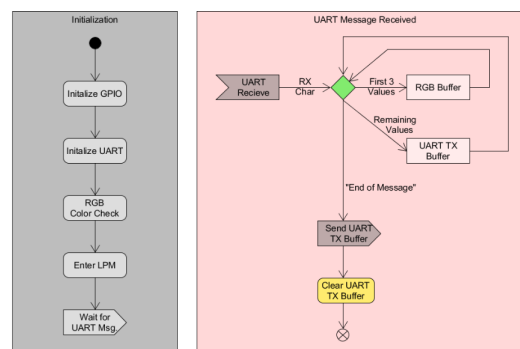 Initialization
Initalize GPIO
Initalize UART
RGB
Color Check
Enter LPM
Wait for
UART Msg.
UART Message Received
UART
Recieve
RX
Char
First 3
Values
RGB Buffer
Remaining
Values
UART TX
Buffer
"End of Message"
Send UART
TX Buffer
Clear UART
TX Buffer